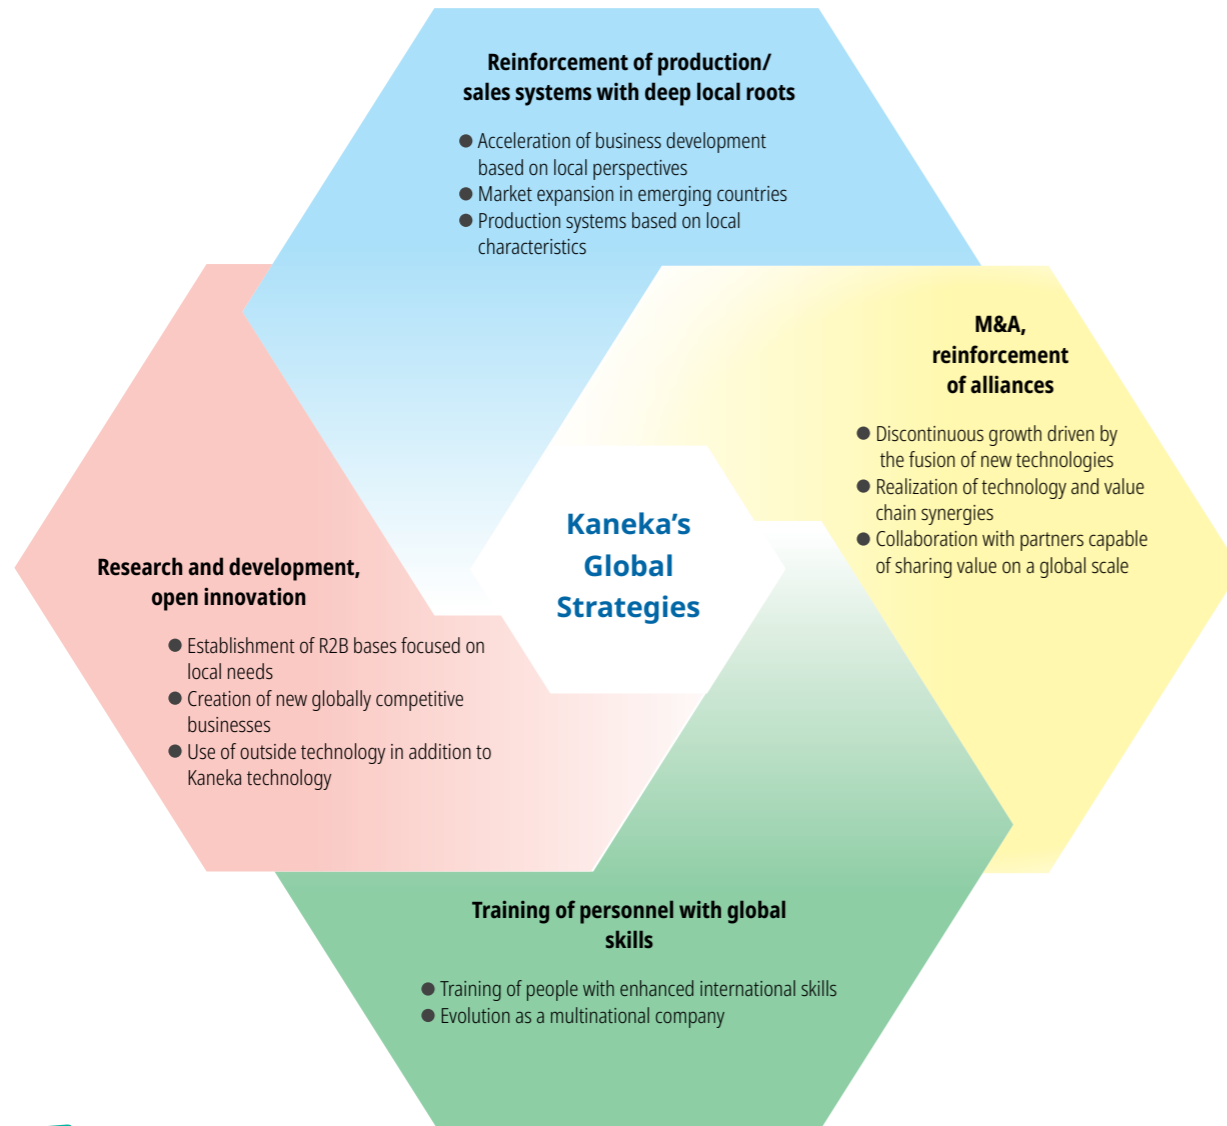 Reinforcement of production/
sales systems with deep local roots
● Acceleration of business development
based on local perspectives
● Market expansion in emerging countries
● Production systems based on local
characteristics
M&A,
reinforcement
of alliances
● Discontinuous growth driven by
the fusion of new technologies
● Realization of technology and value
chain synergies
● Collaboration with partners capable
of sharing value on a global scale
Kaneka’s
Global
Strategies
Research and development,
open innovation
● Establishment of R2B bases focused on
local needs
● Creation of new globally competitive
businesses
● Use of outside technology in addition to
Kaneka technology
Training of personnel with global
skills
● Training of people with enhanced international skills
● Evolution as a multinational company